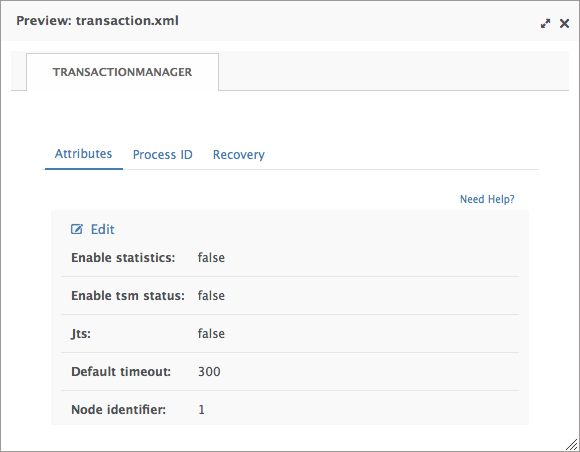 Preview: transaction.xml
TRANSACTIONMANAGER
Attributes Process ID Recovery
Need Help?
Edit
Enable statistics: false
Enable tsm status: false
Jts: false
Default timeout: 300
Node identifier: 1